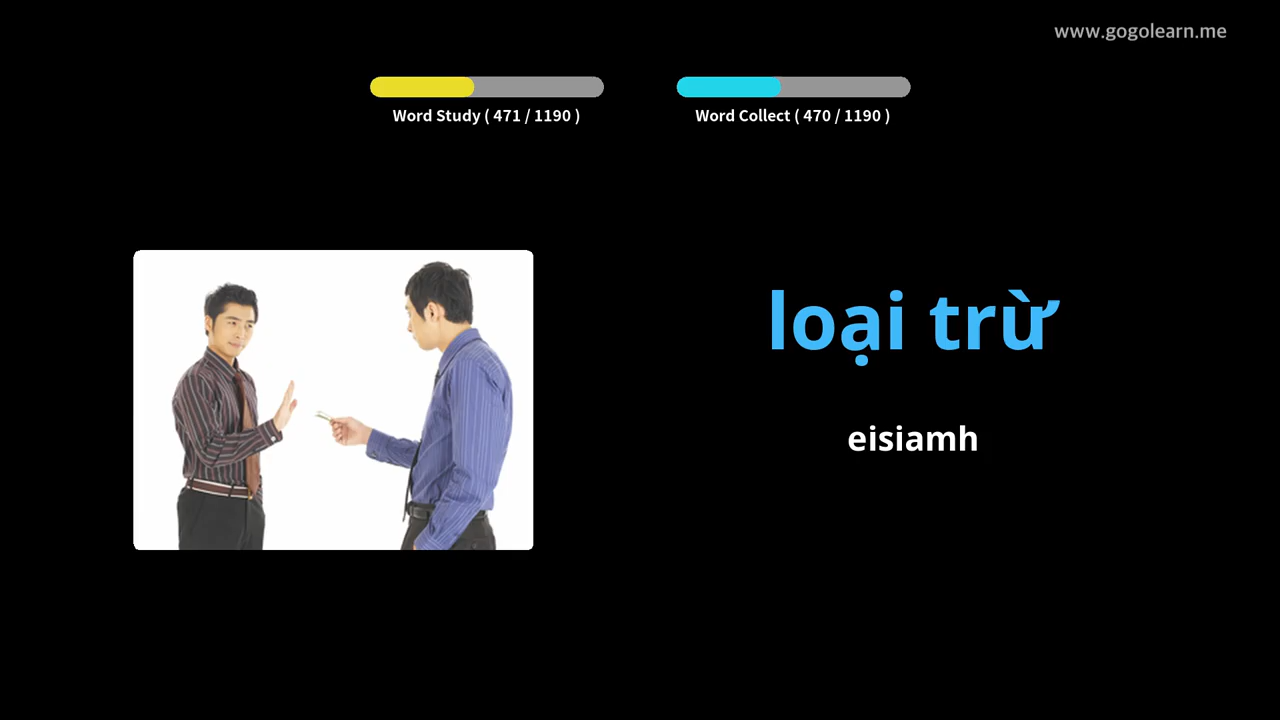 www.gogolearn.me
Word Study ( 471 / 1190 )
Word Collect ( 470 / 1190 )
loại trừ
eisiamh